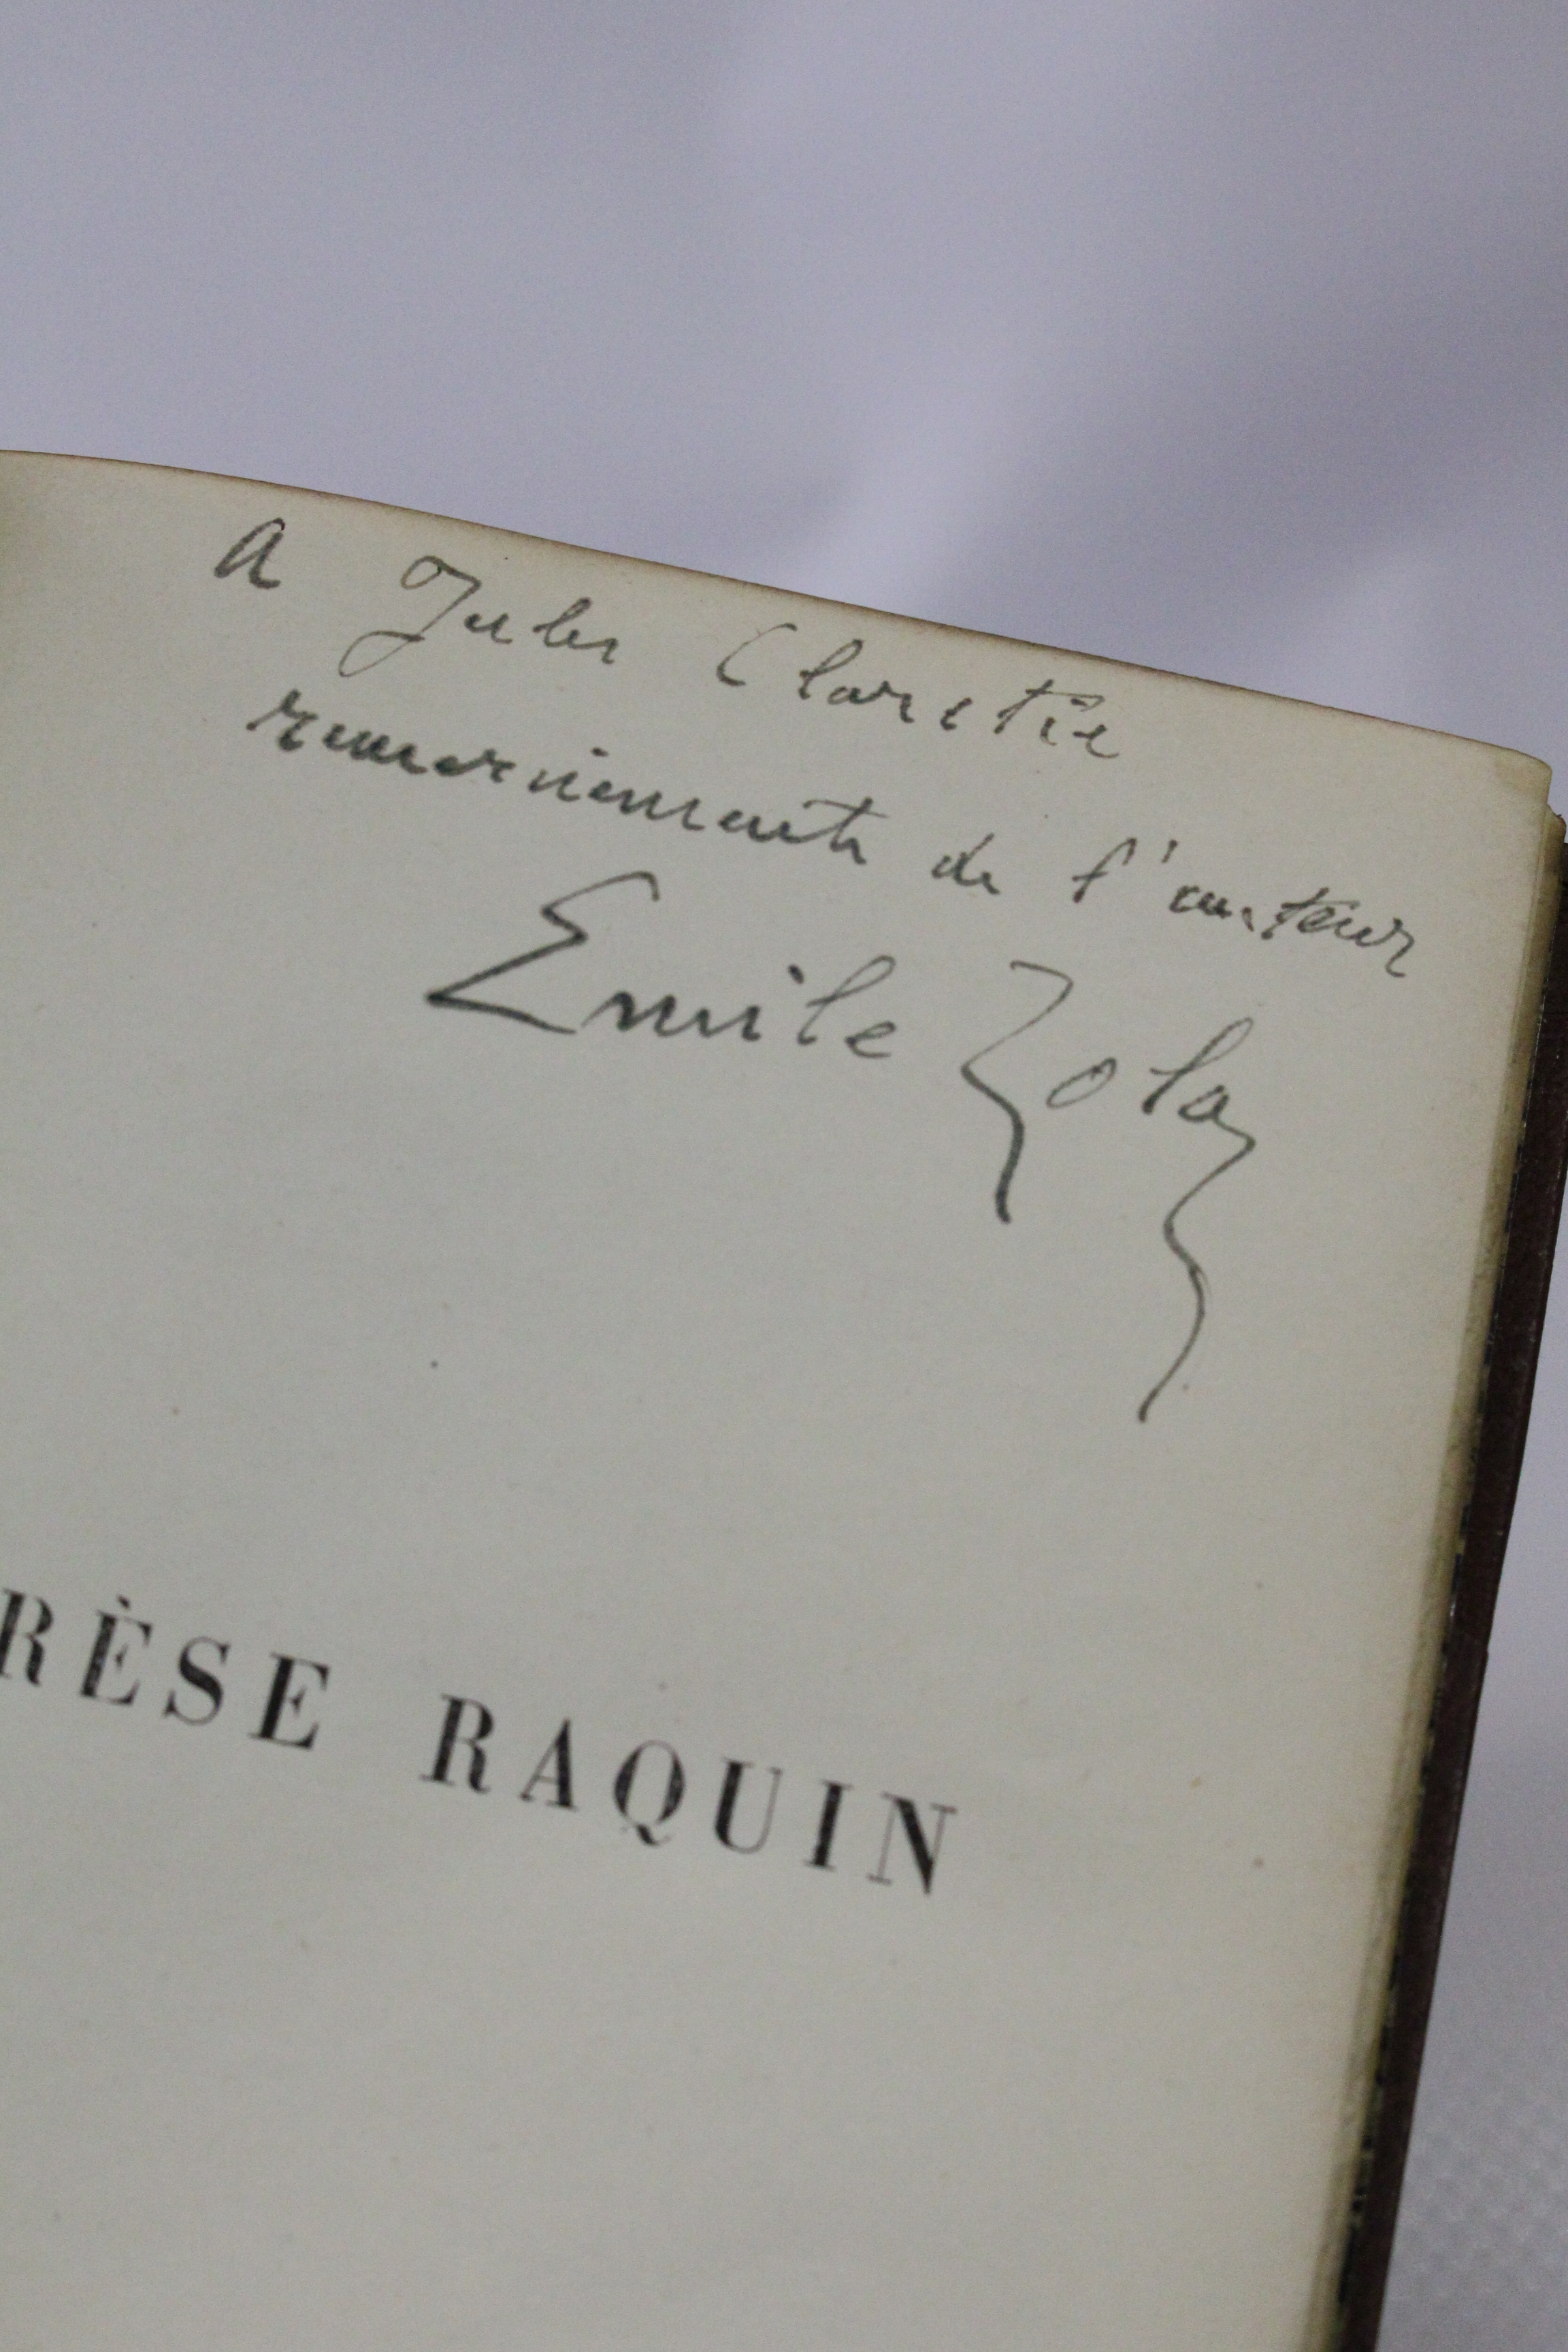 A Jules Claretie
remerciements de l'auteur
Emile Zola
RÈSE RAQUIN